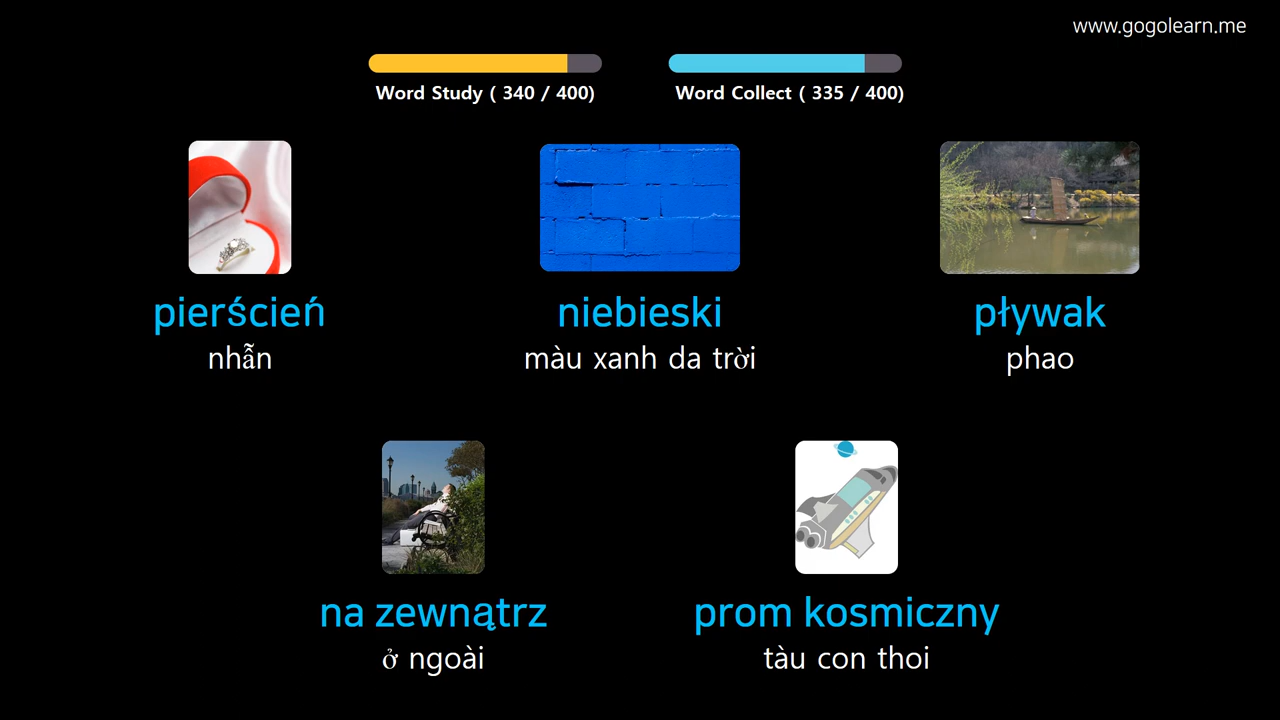 www.gogolearn.me
Word Study ( 340 / 400)
Word Collect ( 335 / 400)
pierścień
nhẫn
niebieski
màu xanh da trời
pływak
phao
na zewnątrz
ở ngoài
prom kosmiczny
tàu con thoi